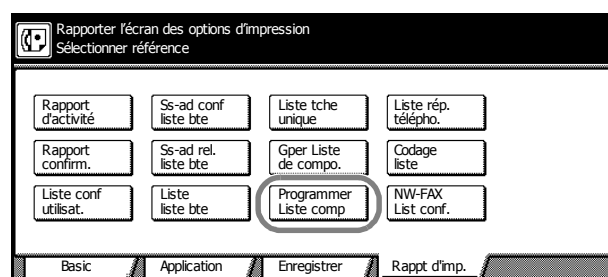 Rapporter l'écran des options d'impression
Sélectionner référence
Rapport
d'activité
Ss-ad conf
liste bte
Liste tche
unique
Liste rép.
télépho.
Rapport
confirm.
Ss-ad rel.
liste bte
Gper Liste
de compo.
Codage
liste
Liste conf
utilisat.
Liste
liste bte
Programmer
Liste comp
NW-FAX
List conf.
Basic
Application
Enregistrer
Rappt d'imp.